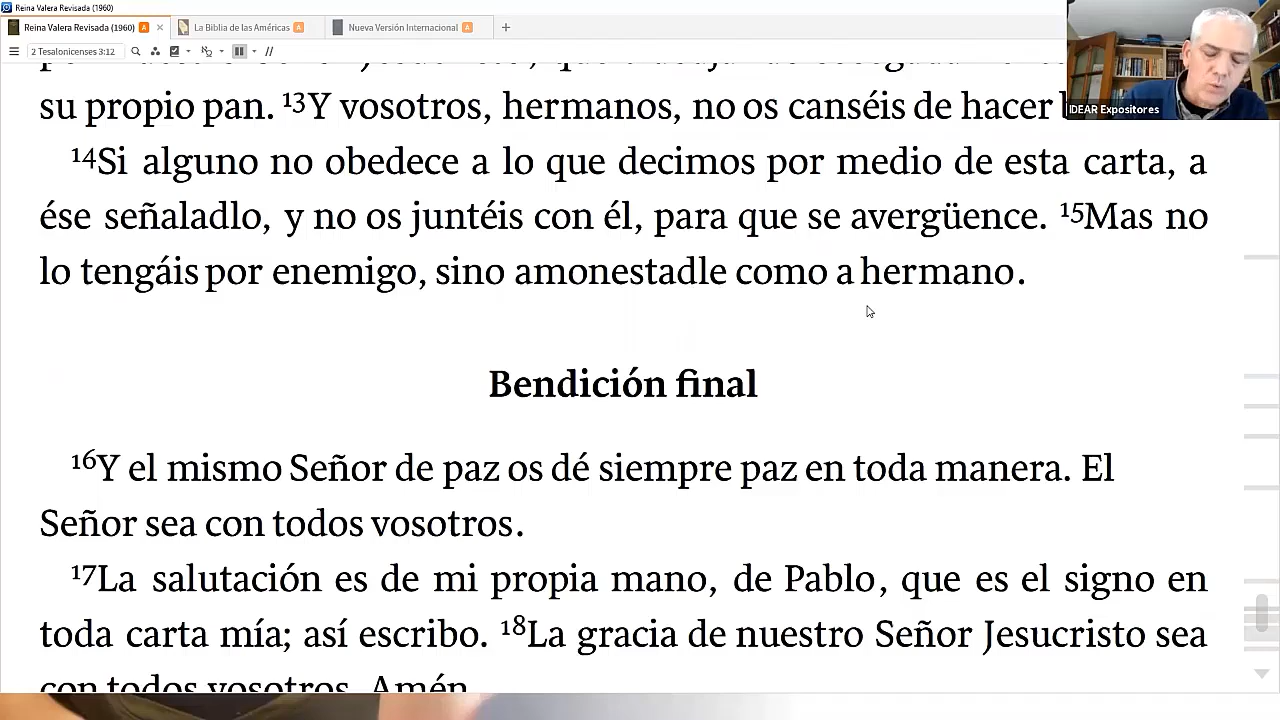 Reina Valera Revisada (1960)
Reina Valera Revisada (1960) A × La Biblia de las Américas A Nueva Versión Internacional A +
2 Tesalonicenses 3:12
su propio pan. ¹³Y vosotros, hermanos, no os canséis de hacer
IDEAR Expositores
¹⁴Si alguno no obedece a lo que decimos por medio de esta carta, a
ése señaladlo, y no os juntéis con él, para que se avergüence. ¹⁵Mas no
lo tengáis por enemigo, sino amonestadle como a hermano.
Bendición final
¹⁶Y el mismo Señor de paz os dé siempre paz en toda manera. El
Señor sea con todos vosotros.
¹⁷La salutación es de mi propia mano, de Pablo, que es el signo en
toda carta mía; así escribo. ¹⁸La gracia de nuestro Señor Jesucristo sea
con todos vosotros. Amén.